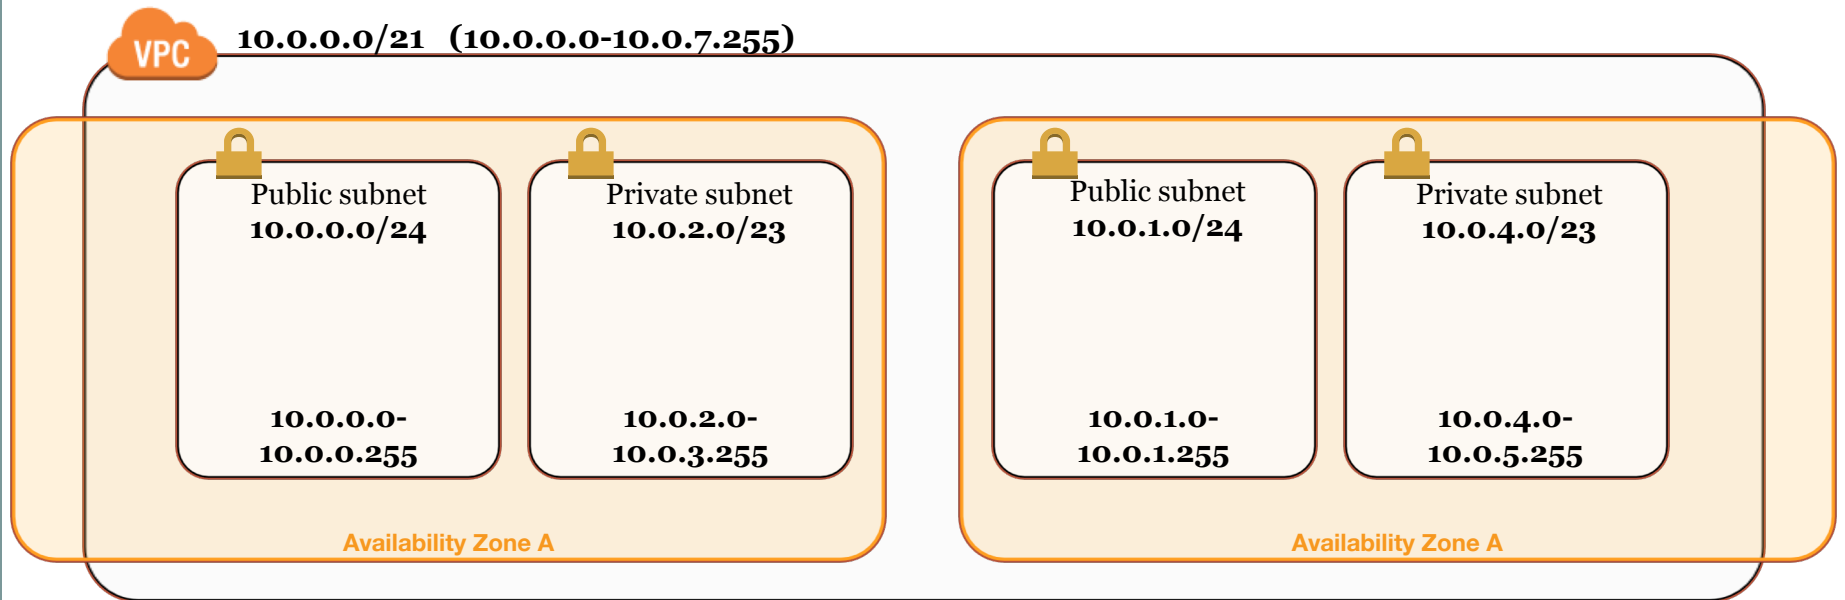 VPC
10.0.0.0/21 (10.0.0.0-10.0.7.255)
Public subnet
10.0.0.0/24
10.0.0.0-
10.0.0.255
Private subnet
10.0.2.0/23
10.0.2.0-
10.0.3.255
Availability Zone A
Public subnet
10.0.1.0/24
10.0.1.0-
10.0.1.255
Private subnet
10.0.4.0/23
10.0.4.0-
10.0.5.255
Availability Zone A